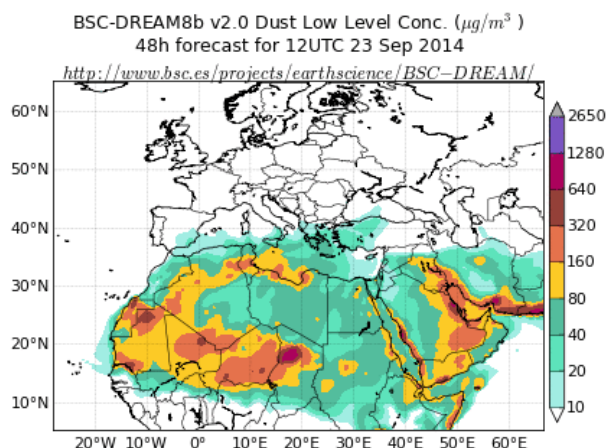 BSC-DREAM8b v2.0 Dust Low Level Conc. (μg/m³ )
48h forecast for 12UTC 23 Sep 2014
http://www.bsc.es/projects/earthscience/BSC−DREAM/
60°N
50°N
40°N
30°N
20°N
10°N
20°W 10°W 0° 10°E 20°E 30°E 40°E 50°E 60°E
2650
1280
640
320
160
80
40
20
10